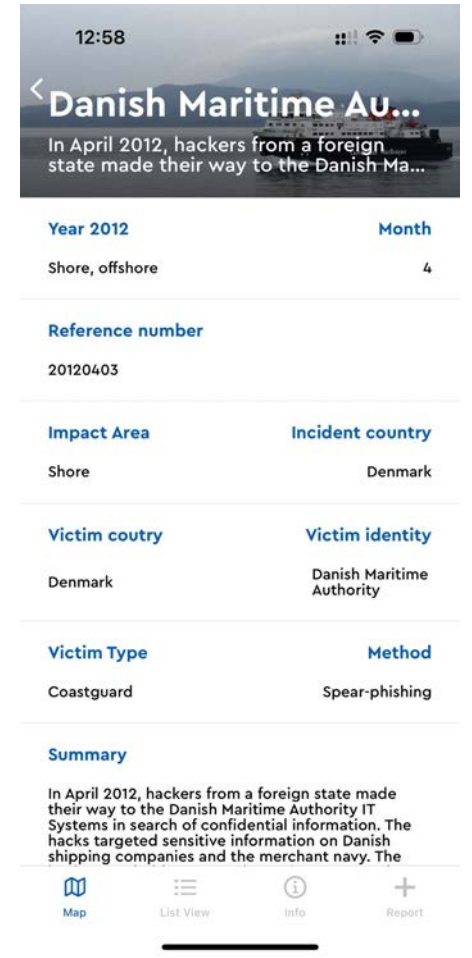 12:58
Danish Maritime Au...
In April 2012, hackers from a foreign
state made their way to the Danish Ma...
Year 2012 Month
Shore, offshore 4
Reference number
20120403
Impact Area Incident country
Shore Denmark
Victim coutry Victim identity
Denmark Danish Maritime
Authority
Victim Type Method
Coastguard Spear-phishing
Summary
In April 2012, hackers from a foreign state made
their way to the Danish Maritime Authority IT
Systems in search of confidential information. The
hacks targeted sensitive information on Danish
shipping companies and the merchant navy. The
Map List View Info Report